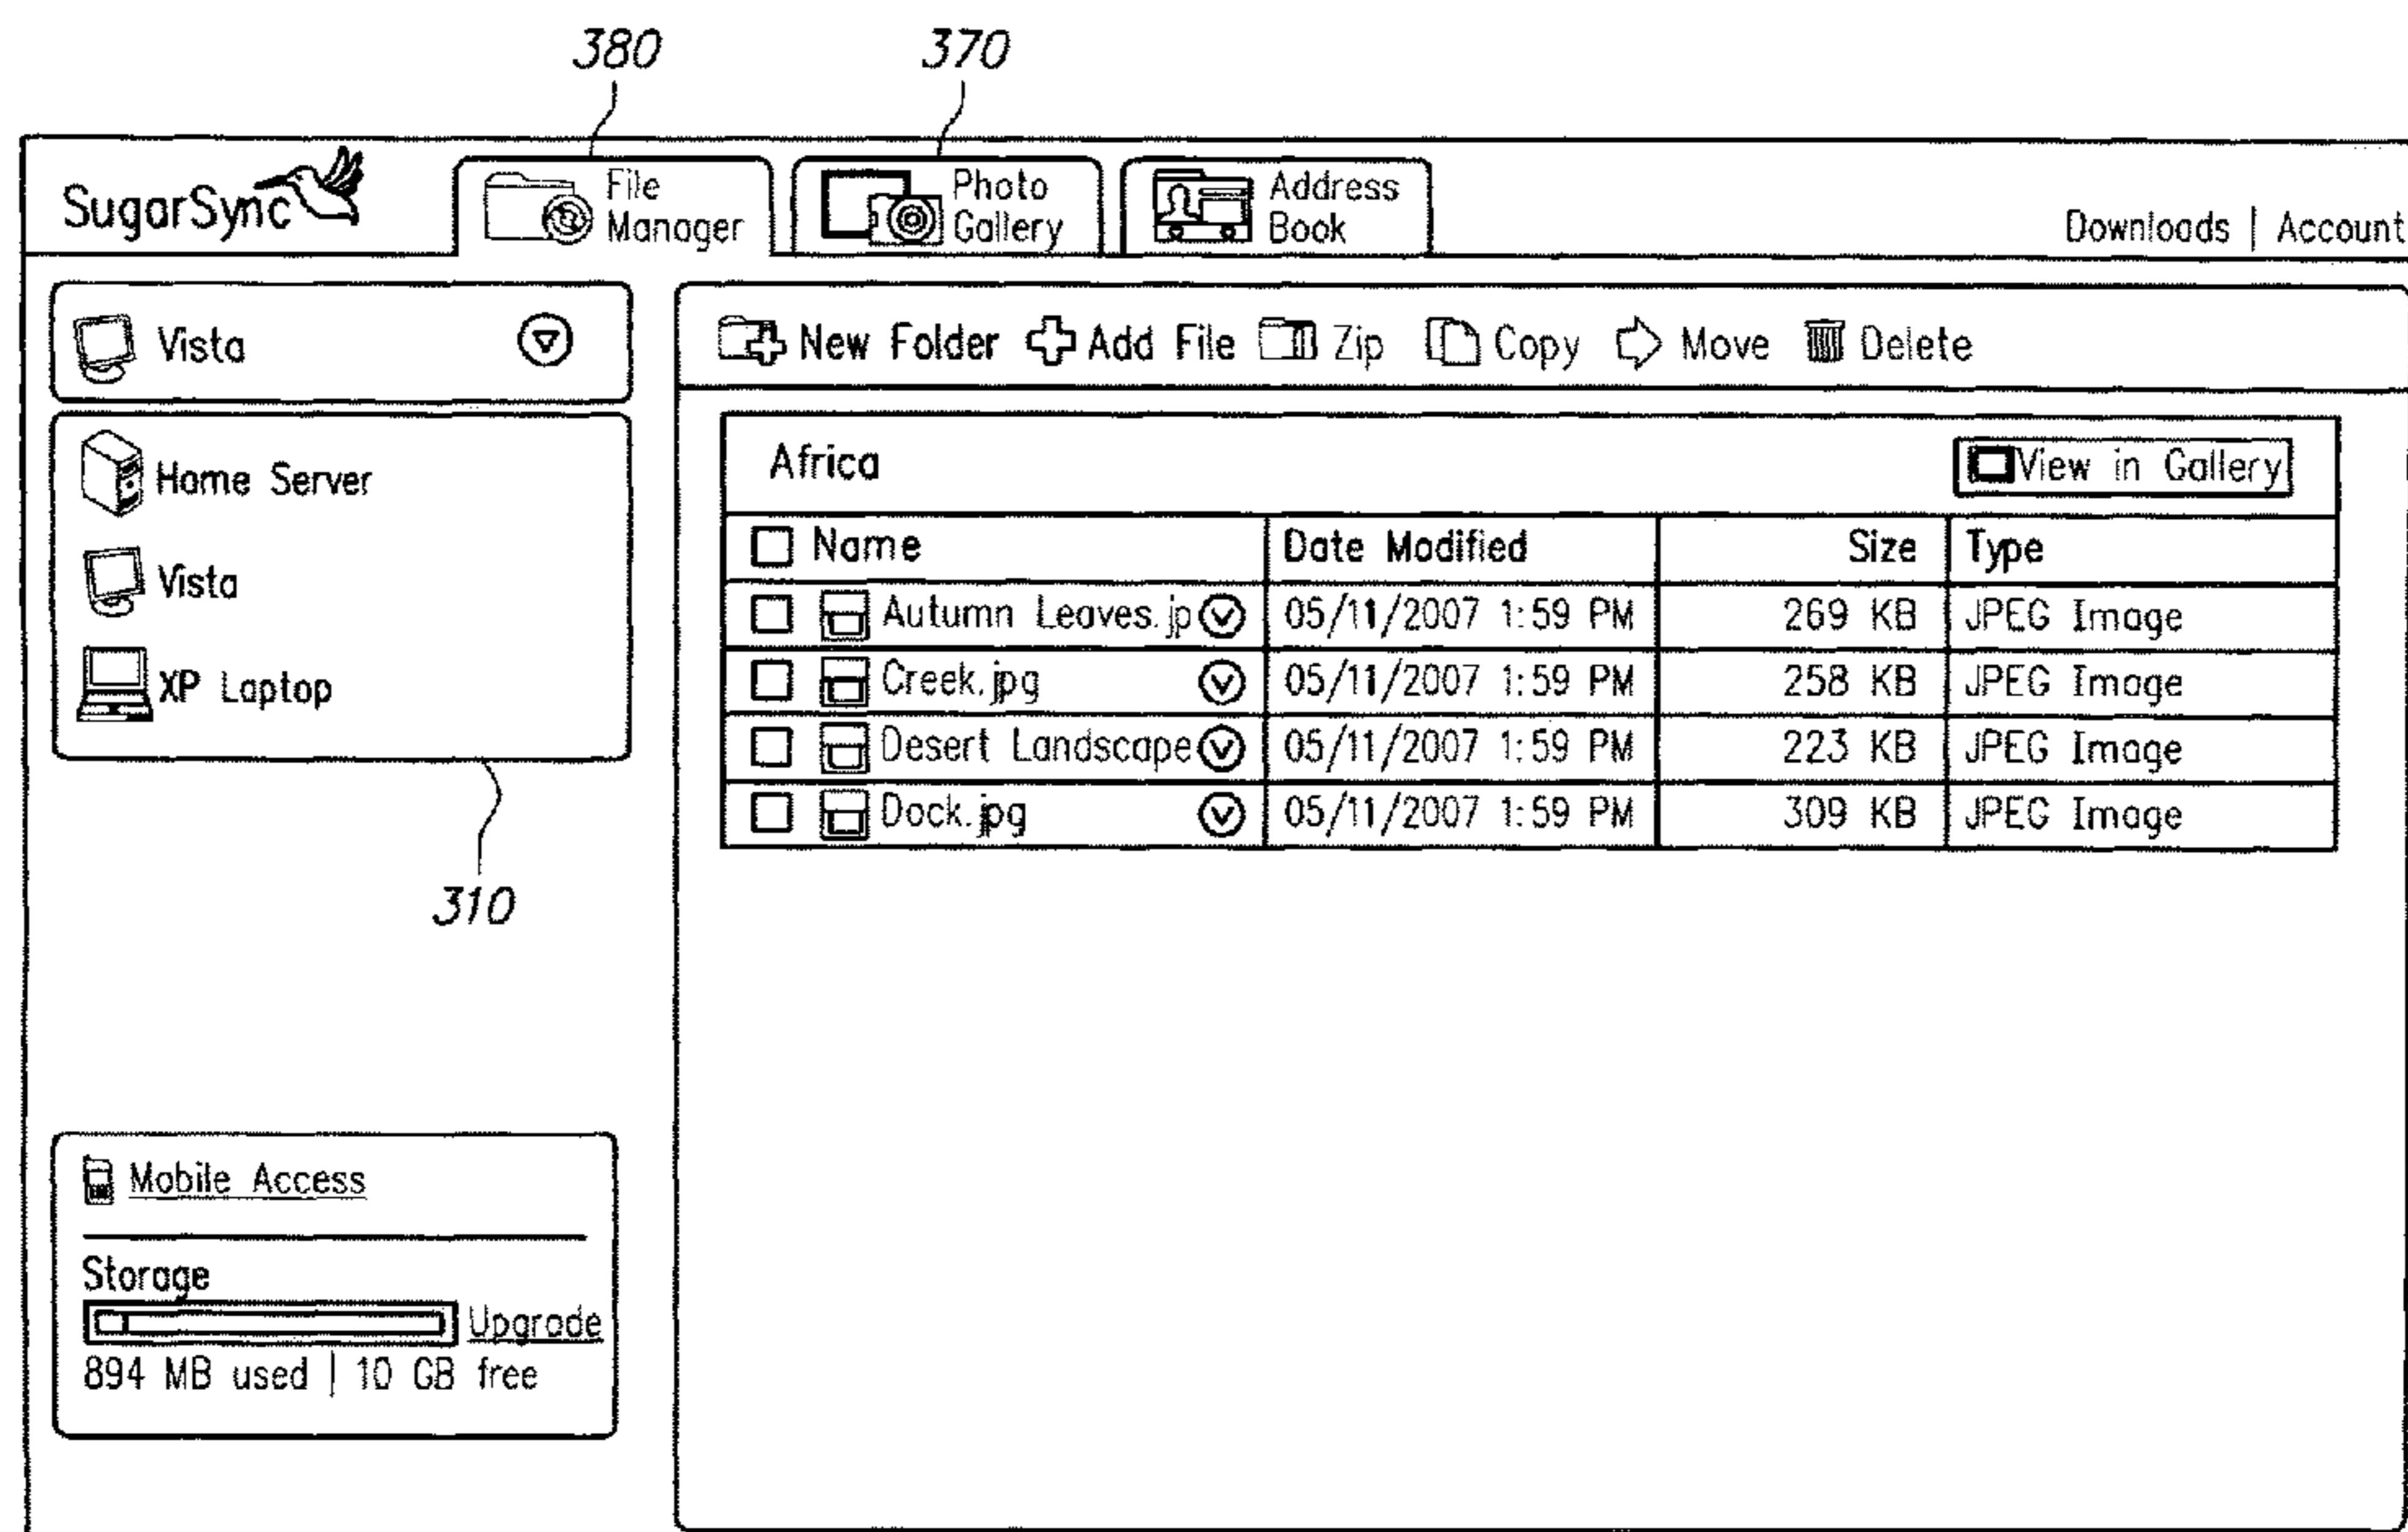 380 370
SugarSync
File
Manager
Photo
Gallery
Address
Book
Downloads | Account
Vista
New Folder Add File Zip Copy Move Delete
Home Server
Vista
XP Laptop
310
Africa
View in Gallery
Name Date Modified Size Type
Autumn Leaves.jp 05/11/2007 1:59 PM 269 KB JPEG Image
Creek.jpg 05/11/2007 1:59 PM 258 KB JPEG Image
Desert Landscape 05/11/2007 1:59 PM 223 KB JPEG Image
Dock.jpg 05/11/2007 1:59 PM 309 KB JPEG Image
Mobile Access
Storage
Upgrade
894 MB used | 10 GB free